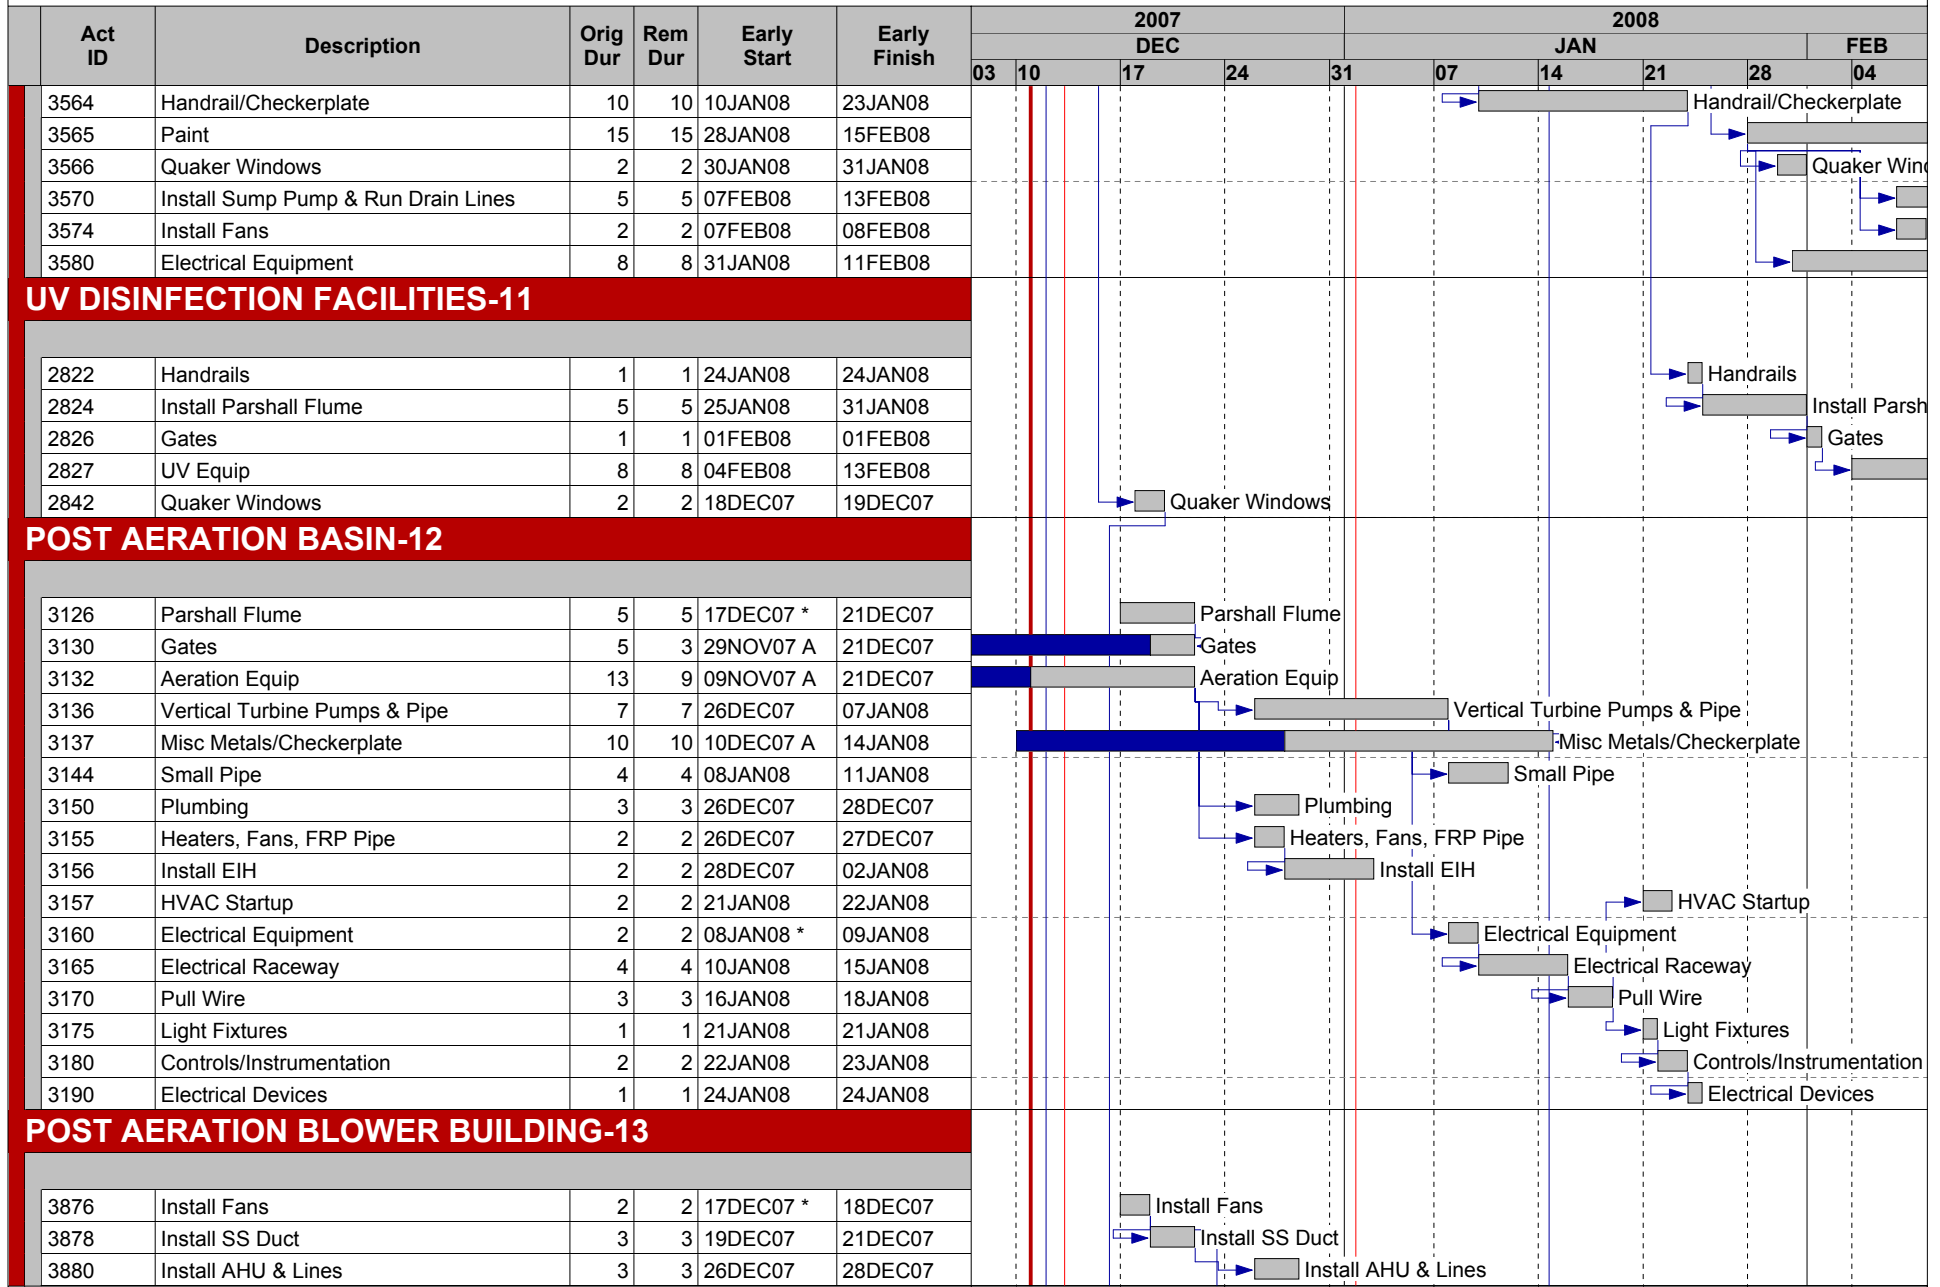 Act ID Description Orig Dur Rem Dur Early Start Early Finish
2007 2008
DEC JAN FEB
03 10 17 24 31 07 14 21 28 04
3564 Handrail/Checkerplate 10 10 10JAN08 23JAN08 Handrail/Checkerplate
3565 Paint 15 15 28JAN08 15FEB08
3566 Quaker Windows 2 2 30JAN08 31JAN08 Quaker Wind
3570 Install Sump Pump & Run Drain Lines 5 5 07FEB08 13FEB08
3574 Install Fans 2 2 07FEB08 08FEB08
3580 Electrical Equipment 8 8 31JAN08 11FEB08
UV DISINFECTION FACILITIES-11
2822 Handrails 1 1 24JAN08 24JAN08 Handrails
2824 Install Parshall Flume 5 5 25JAN08 31JAN08 Install Parsh
2826 Gates 1 1 01FEB08 01FEB08 Gates
2827 UV Equip 8 8 04FEB08 13FEB08
2842 Quaker Windows 2 2 18DEC07 19DEC07 Quaker Windows
POST AERATION BASIN-12
3126 Parshall Flume 5 5 17DEC07 * 21DEC07 Parshall Flume
3130 Gates 5 3 29NOV07 A 21DEC07 Gates
3132 Aeration Equip 13 9 09NOV07 A 21DEC07 Aeration Equip
3136 Vertical Turbine Pumps & Pipe 7 7 26DEC07 07JAN08 Vertical Turbine Pumps & Pipe
3137 Misc Metals/Checkerplate 10 10 10DEC07 A 14JAN08 Misc Metals/Checkerplate
3144 Small Pipe 4 4 08JAN08 11JAN08 Small Pipe
3150 Plumbing 3 3 26DEC07 28DEC07 Plumbing
3155 Heaters, Fans, FRP Pipe 2 2 26DEC07 27DEC07 Heaters, Fans, FRP Pipe
3156 Install EIH 2 2 28DEC07 02JAN08 Install EIH
3157 HVAC Startup 2 2 21JAN08 22JAN08 HVAC Startup
3160 Electrical Equipment 2 2 08JAN08 * 09JAN08 Electrical Equipment
3165 Electrical Raceway 4 4 10JAN08 15JAN08 Electrical Raceway
3170 Pull Wire 3 3 16JAN08 18JAN08 Pull Wire
3175 Light Fixtures 1 1 21JAN08 21JAN08 Light Fixtures
3180 Controls/Instrumentation 2 2 22JAN08 23JAN08 Controls/Instrumentation
3190 Electrical Devices 1 1 24JAN08 24JAN08 Electrical Devices
POST AERATION BLOWER BUILDING-13
3876 Install Fans 2 2 17DEC07 * 18DEC07 Install Fans
3878 Install SS Duct 3 3 19DEC07 21DEC07 Install SS Duct
3880 Install AHU & Lines 3 3 26DEC07 28DEC07 Install AHU & Lines